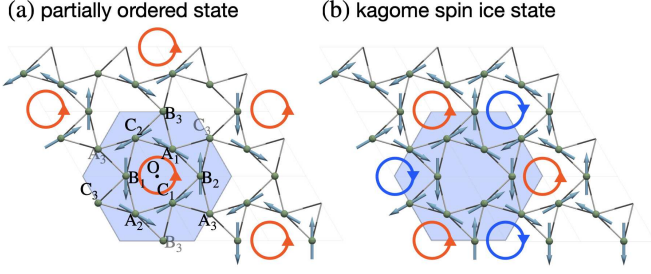 (a) partially ordered state
(b) kagome spin ice state
B₃
C₂
C₃
A₃
A₁
O
B₁
B₂
C₃
C₁
A₂
A₃
B₃